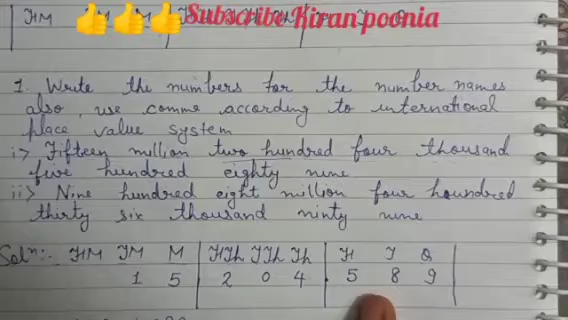 HM
Subscribe Kiran poonia
1. Write the numbers for the number names
also, use comma according to international
place value system
i> Fifteen million two hundred four thousand
five hundred eighty nine
ii> Nine hundred eight million four houndred
thirty six thousand ninty nine
Solⁿ:- HM TM M HTh TTh Th H T O
1 5 2 0 4 5 8 9